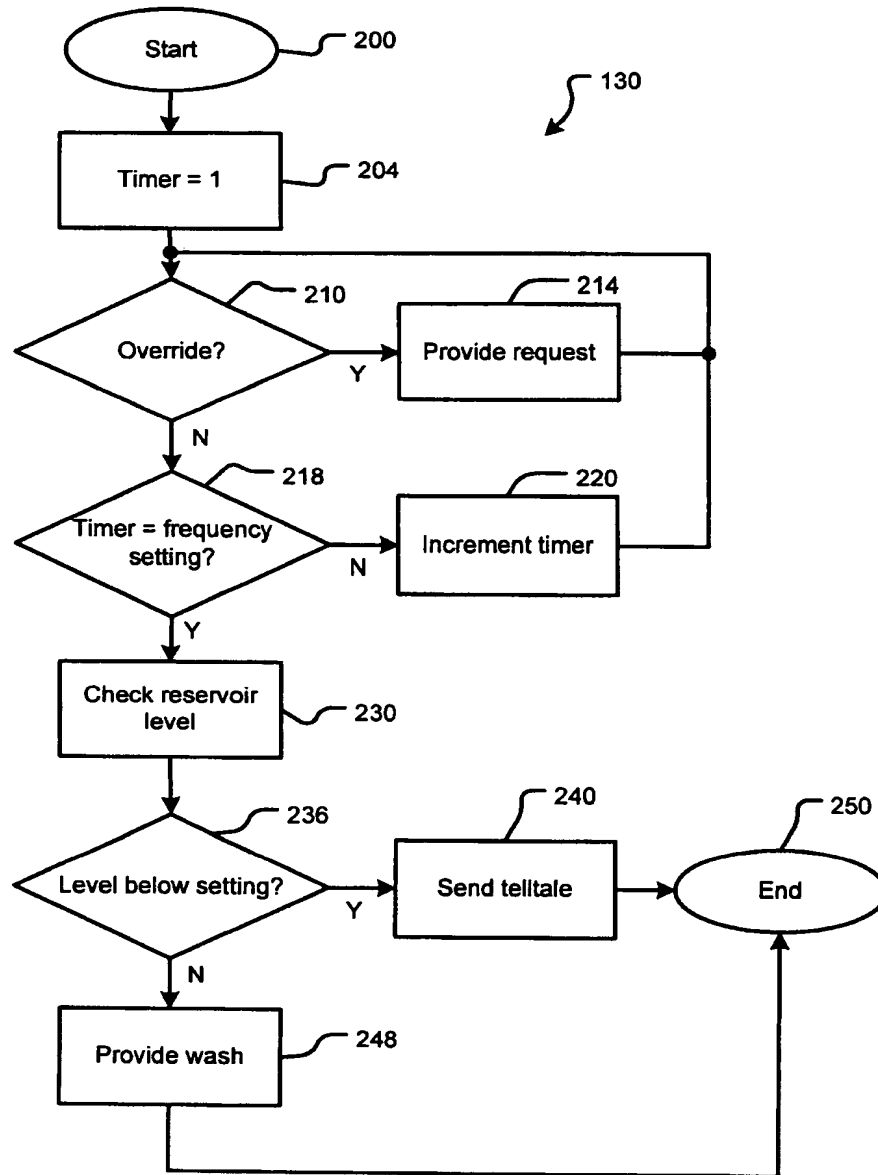 Start
200
130
Timer = 1
204
210
214
Override?
Provide request
Y
N
218
220
Timer = frequency
setting?
Increment timer
N
Y
Check reservoir
level
230
236
240
250
Level below setting?
Send telltale
End
Y
N
Provide wash
248